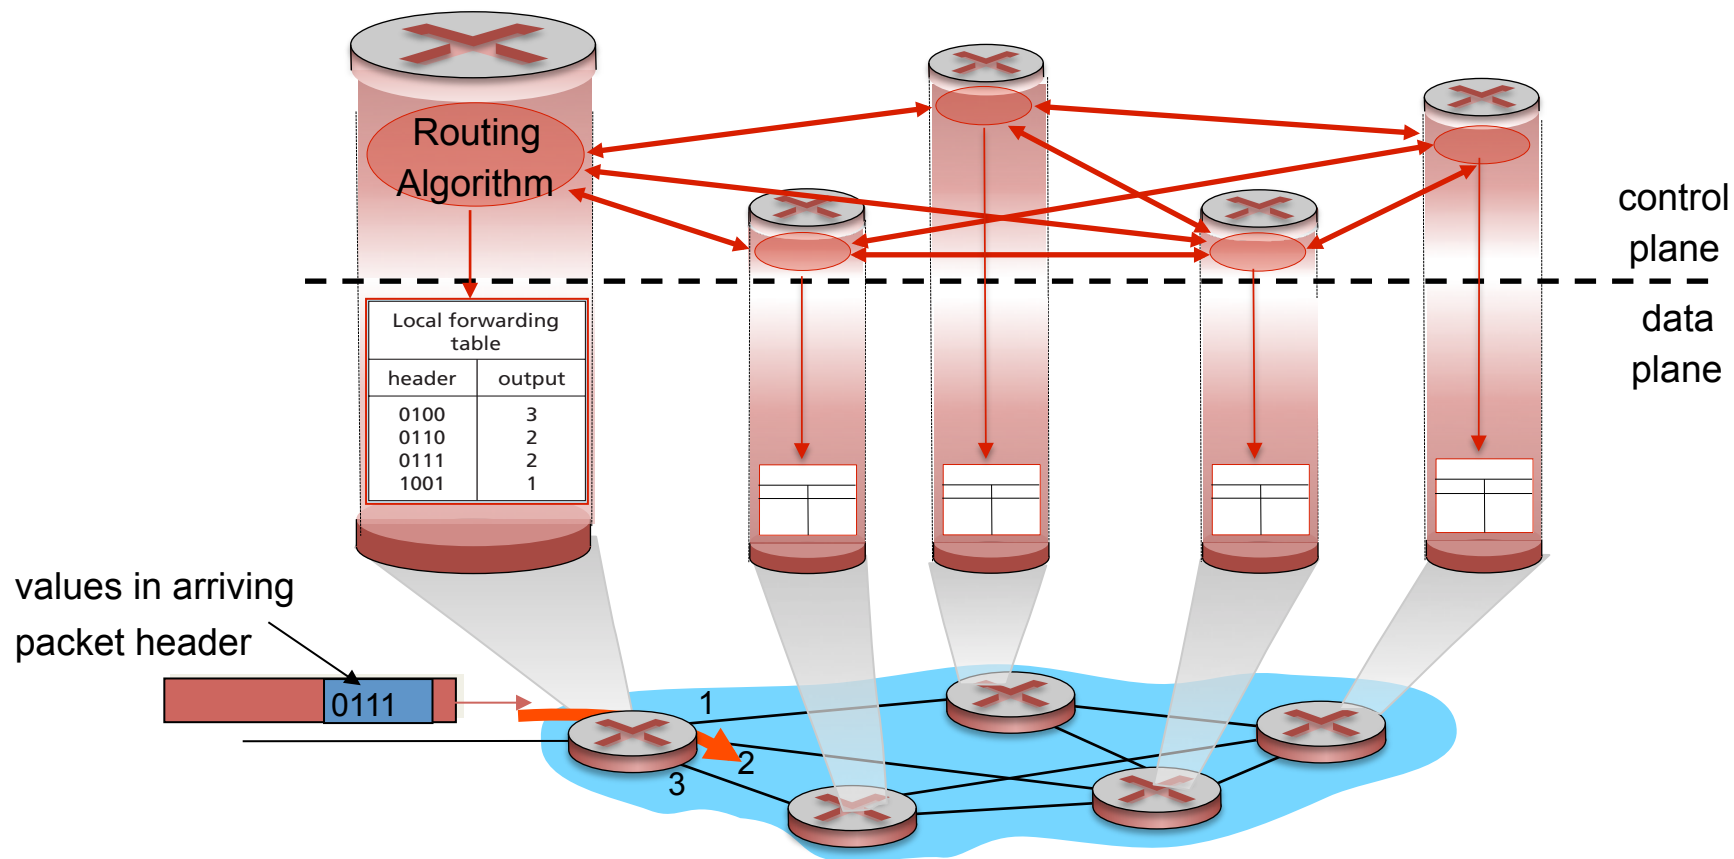 Routing
Algorithm
control
plane
data
plane
Local forwarding
table
header output
0100 3
0110 2
0111 2
1001 1
values in arriving
packet header
0111
1
2
3